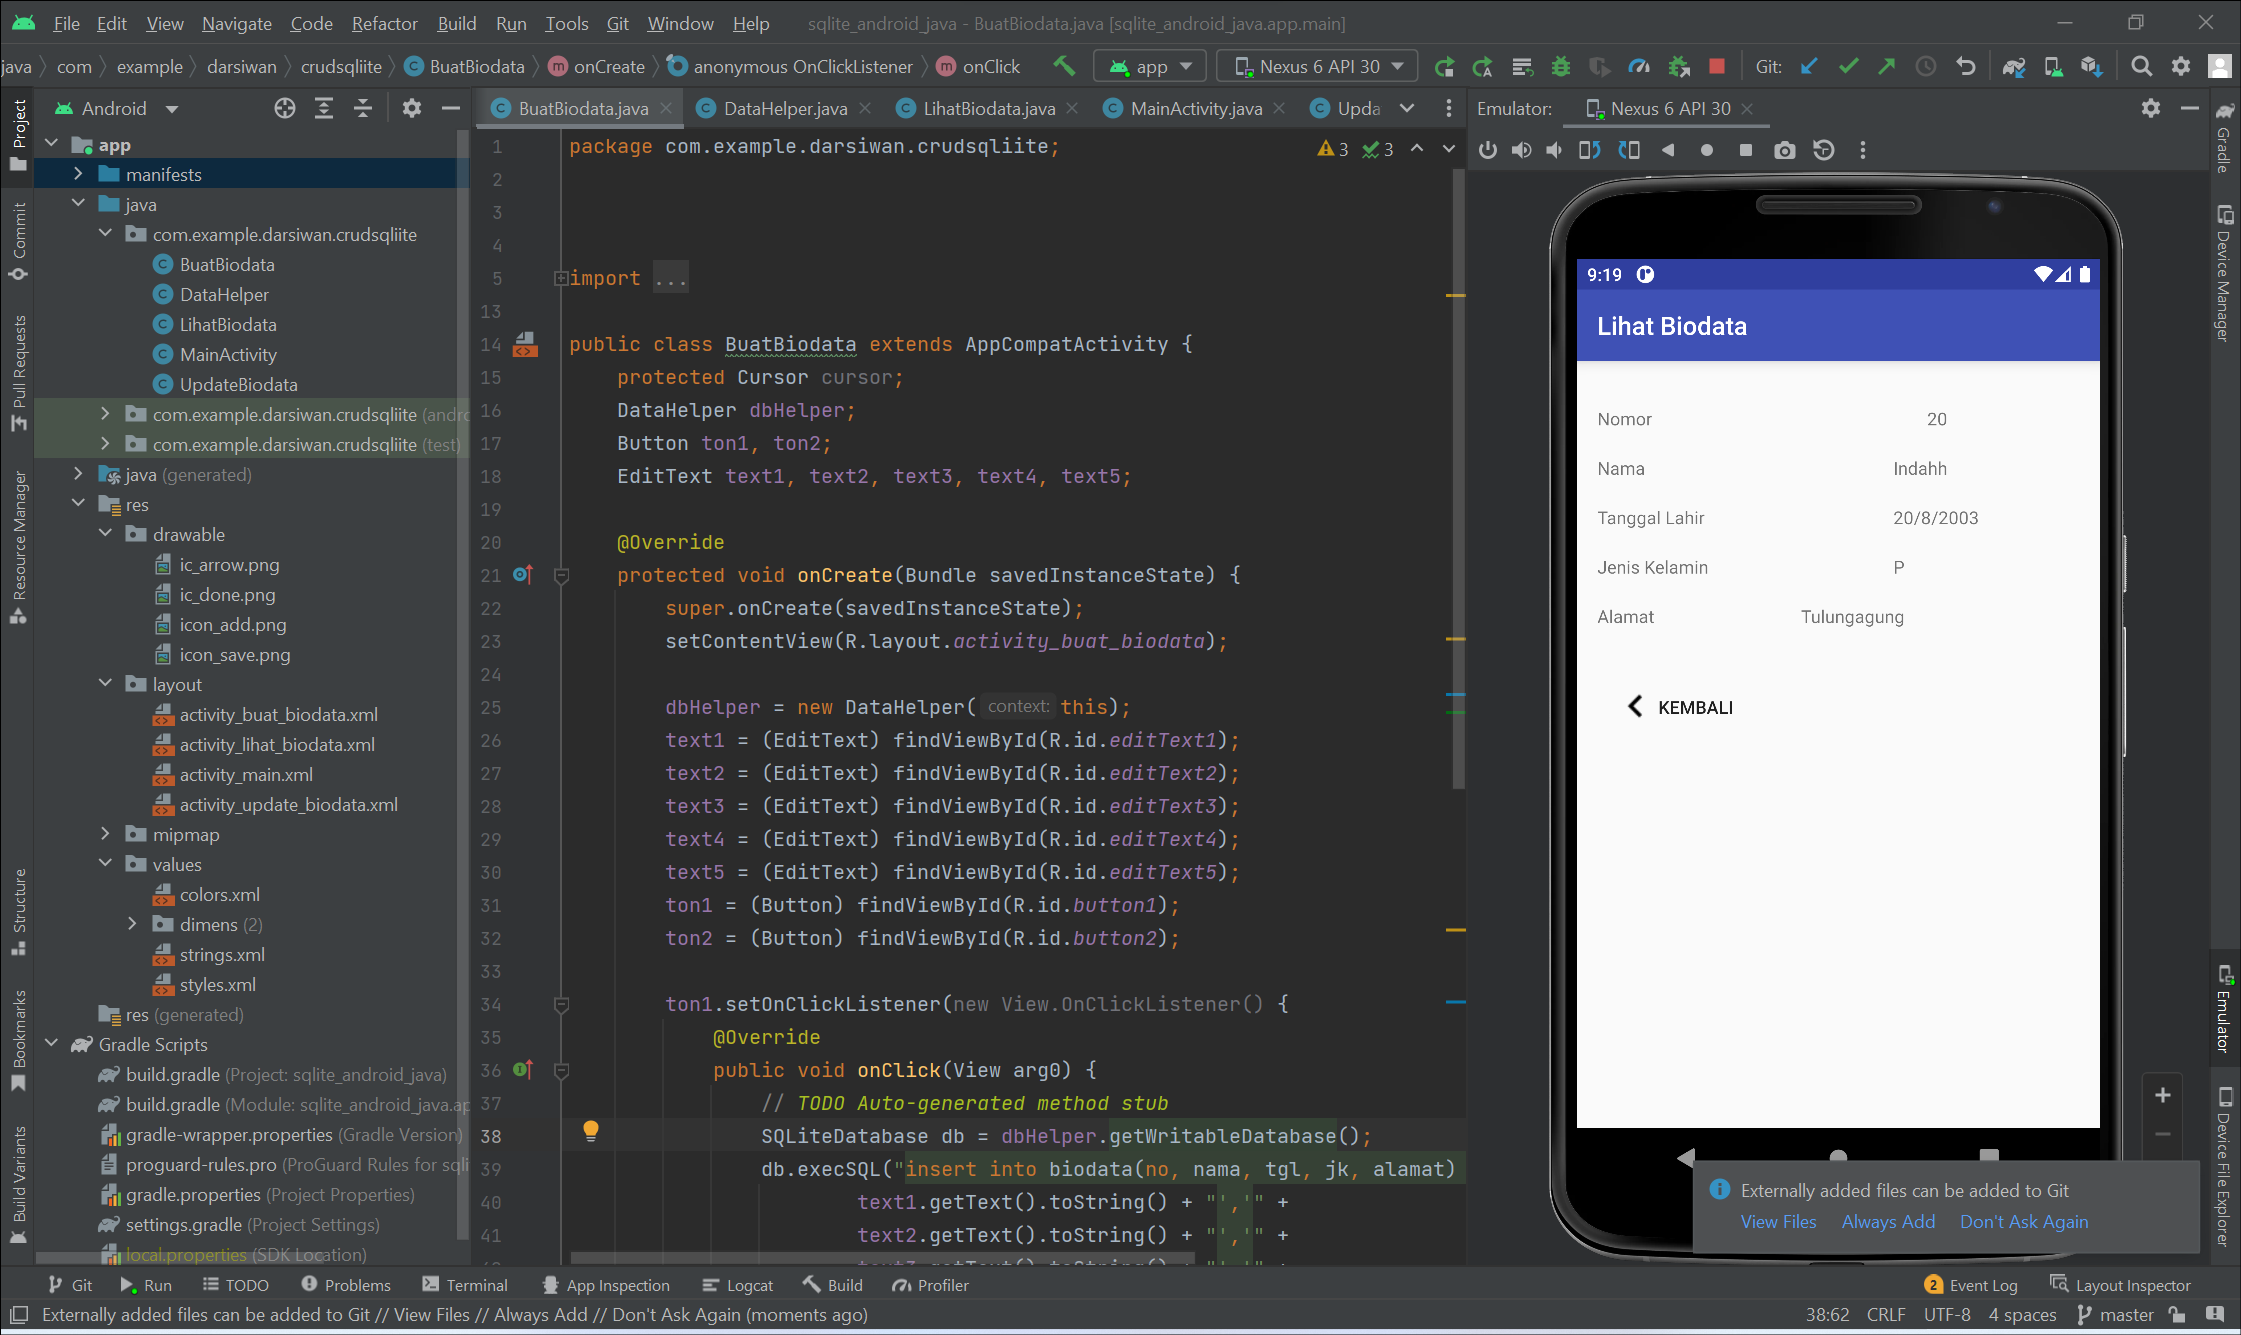 File Edit View Navigate Code Refactor Build Run Tools Git Window Help sqlite_android_java - BuatBiodata.java [sqlite_android_java.app.main]
java com example darsiwan crudsqliite BuatBiodata onCreate anonymous OnClickListener onClick app Nexus 6 API 30 Git:
Android
BuatBiodata.java DataHelper.java LihatBiodata.java MainActivity.java Upda
Emulator: Nexus 6 API 30
Project
Commit
Pull Requests
Resource Manager
Structure
Bookmarks
Build Variants
app
manifests
java
com.example.darsiwan.crudsqliite
BuatBiodata
DataHelper
LihatBiodata
MainActivity
UpdateBiodata
com.example.darsiwan.crudsqliite (andro
com.example.darsiwan.crudsqliite (test)
java (generated)
res
drawable
ic_arrow.png
ic_done.png
icon_add.png
icon_save.png
layout
activity_buat_biodata.xml
activity_lihat_biodata.xml
activity_main.xml
activity_update_biodata.xml
mipmap
values
colors.xml
dimens (2)
strings.xml
styles.xml
res (generated)
Gradle Scripts
build.gradle (Project: sqlite_android_java)
build.gradle (Module: sqlite_android_java.ap
gradle-wrapper.properties (Gradle Version)
proguard-rules.pro (ProGuard Rules for sqli
gradle.properties (Project Properties)
settings.gradle (Project Settings)
local.properties (SDK Location)
3 3
1 package com.example.darsiwan.crudsqliite;
2
3
4
5 import ...
13
14 public class BuatBiodata extends AppCompatActivity {
15 protected Cursor cursor;
16 DataHelper dbHelper;
17 Button ton1, ton2;
18 EditText text1, text2, text3, text4, text5;
19
20 @Override
21 protected void onCreate(Bundle savedInstanceState) {
22 super.onCreate(savedInstanceState);
23 setContentView(R.layout.activity_buat_biodata);
24
25 dbHelper = new DataHelper( context: this);
26 text1 = (EditText) findViewById(R.id.editText1);
27 text2 = (EditText) findViewById(R.id.editText2);
28 text3 = (EditText) findViewById(R.id.editText3);
29 text4 = (EditText) findViewById(R.id.editText4);
30 text5 = (EditText) findViewById(R.id.editText5);
31 ton1 = (Button) findViewById(R.id.button1);
32 ton2 = (Button) findViewById(R.id.button2);
33
34 ton1.setOnClickListener(new View.OnClickListener() {
35 @Override
36 public void onClick(View arg0) {
37 // TODO Auto-generated method stub
38 SQLiteDatabase db = dbHelper.getWritableDatabase();
39 db.execSQL("insert into biodata(no, nama, tgl, jk, alamat)
40 text1.getText().toString() + "','" +
41 text2.getText().toString() + "','" +
9:19
Lihat Biodata
Nomor 20
Nama Indahh
Tanggal Lahir 20/8/2003
Jenis Kelamin P
Alamat Tulungagung
KEMBALI
Externally added files can be added to Git
View Files Always Add Don't Ask Again
Gradle
Device Manager
Emulator
Device File Explorer
Git Run TODO Problems Terminal App Inspection Logcat Build Profiler 2 Event Log Layout Inspector
Externally added files can be added to Git // View Files // Always Add // Don't Ask Again (moments ago) 38:62 CRLF UTF-8 4 spaces master